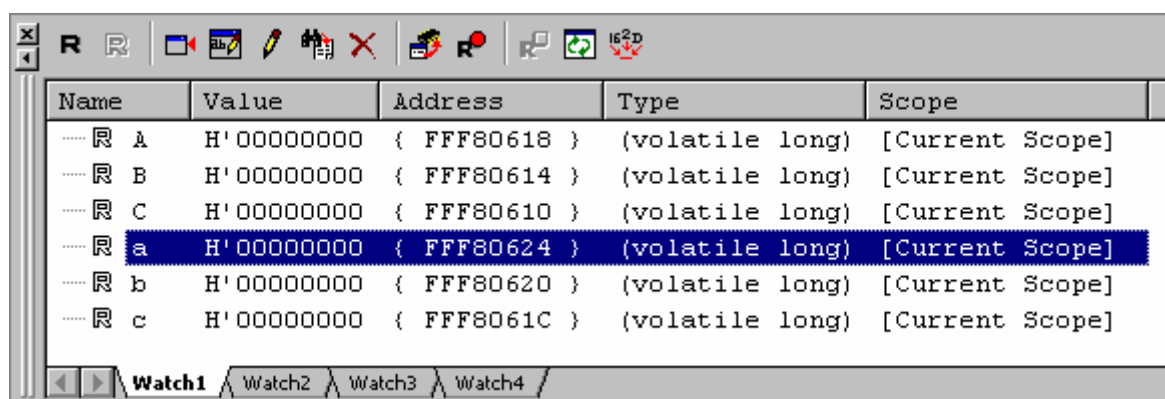 Name Value Address Type Scope
R A H'00000000 { FFF80618 } (volatile long) [Current Scope]
R B H'00000000 { FFF80614 } (volatile long) [Current Scope]
R C H'00000000 { FFF80610 } (volatile long) [Current Scope]
R a H'00000000 { FFF80624 } (volatile long) [Current Scope]
R b H'00000000 { FFF80620 } (volatile long) [Current Scope]
R c H'00000000 { FFF8061C } (volatile long) [Current Scope]
Watch1 Watch2 Watch3 Watch4